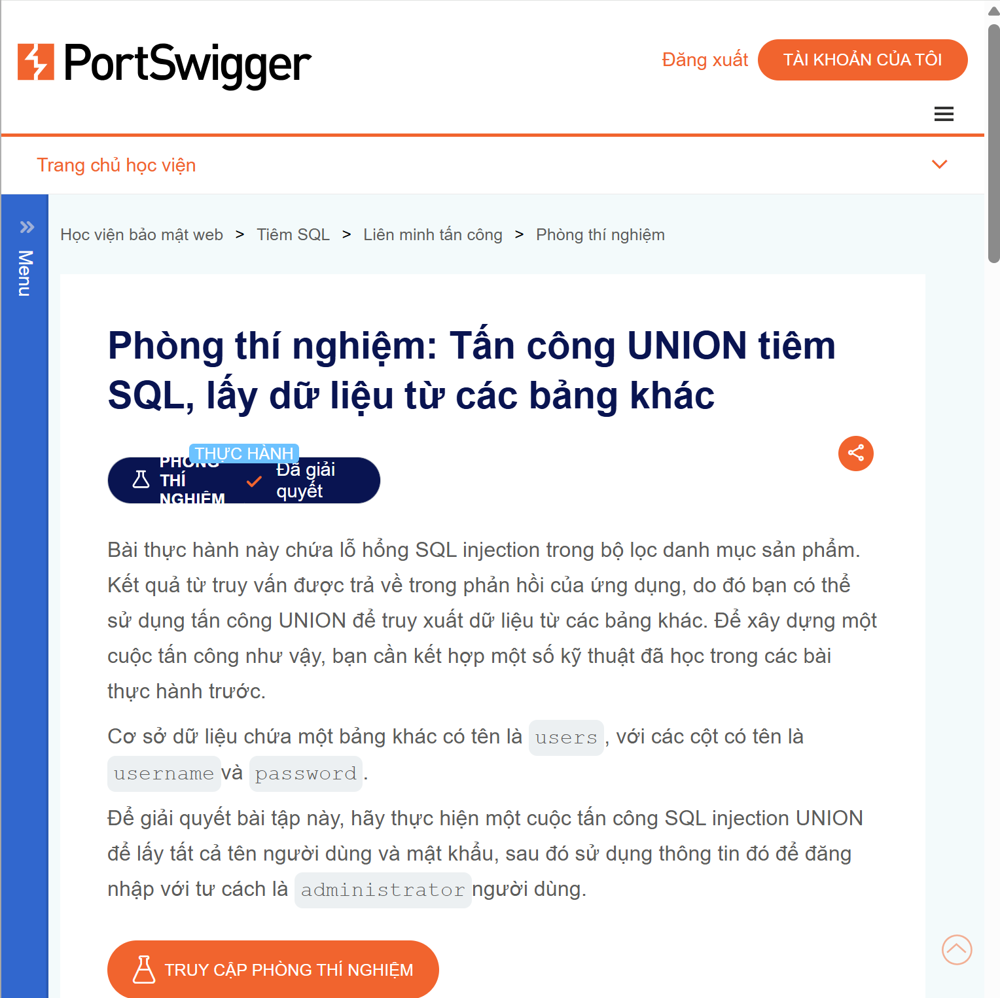 PortSwigger
Đăng xuất
TÀI KHOẢN CỦA TÔI
Trang chủ học viện
Menu
Học viện bảo mật web > Tiêm SQL > Liên minh tấn công > Phòng thí nghiệm
Phòng thí nghiệm: Tấn công UNION tiêm
SQL, lấy dữ liệu từ các bảng khác
THỰC HÀNH
PHÒNG
THÍ
NGHIỆM
Đã giải
quyết
Bài thực hành này chứa lỗ hổng SQL injection trong bộ lọc danh mục sản phẩm.
Kết quả từ truy vấn được trả về trong phản hồi của ứng dụng, do đó bạn có thể
sử dụng tấn công UNION để truy xuất dữ liệu từ các bảng khác. Để xây dựng một
cuộc tấn công như vậy, bạn cần kết hợp một số kỹ thuật đã học trong các bài
thực hành trước.
Cơ sở dữ liệu chứa một bảng khác có tên là users, với các cột có tên là
username và password.
Để giải quyết bài tập này, hãy thực hiện một cuộc tấn công SQL injection UNION
để lấy tất cả tên người dùng và mật khẩu, sau đó sử dụng thông tin đó để đăng
nhập với tư cách là administrator người dùng.
TRUY CẬP PHÒNG THÍ NGHIỆM